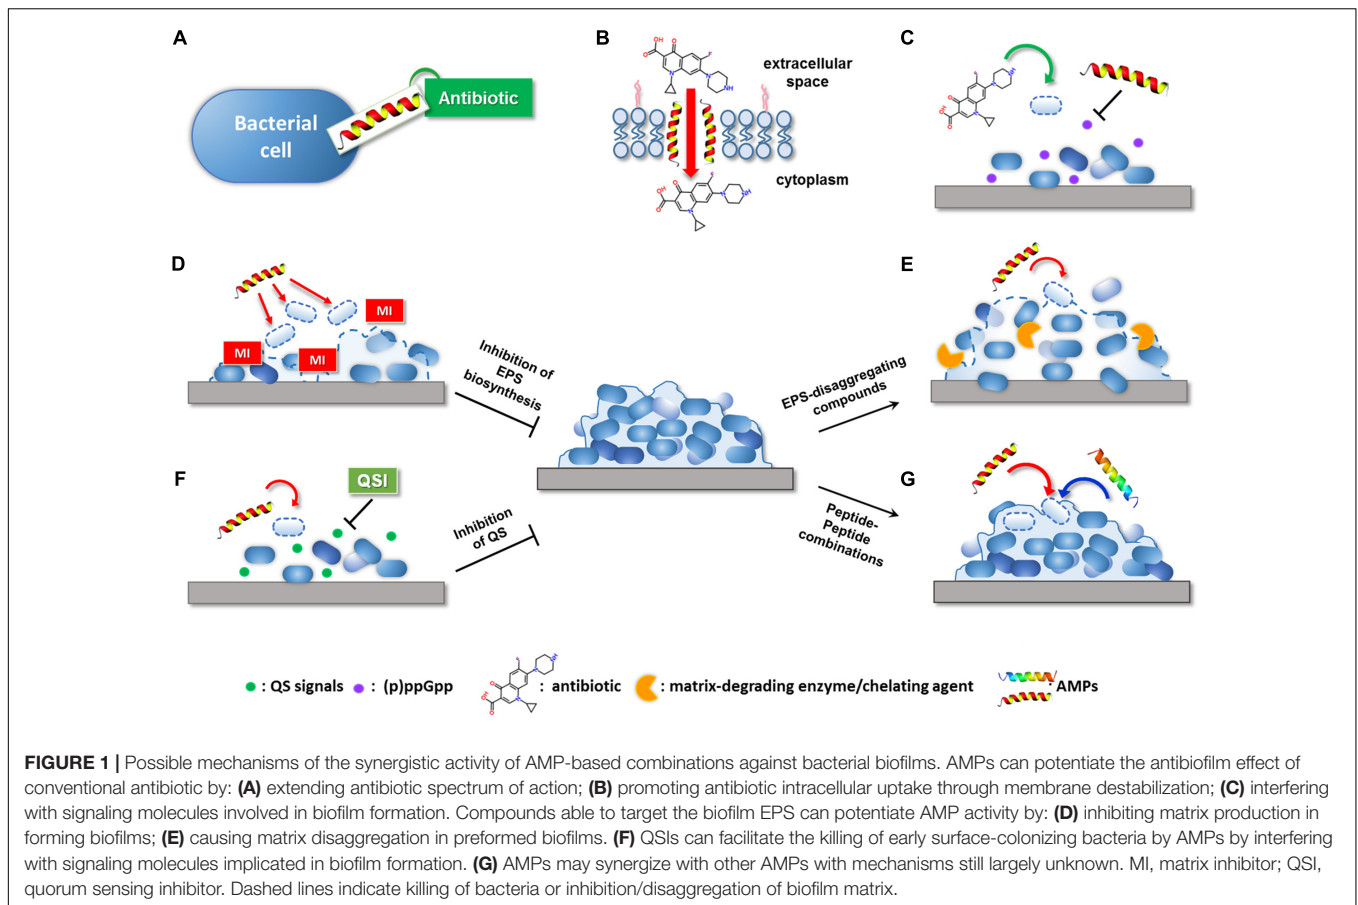 A
Bacterial
cell
Antibiotic
B
OH
O
O
F
N
N
NH
extracellular
space
cytoplasm
OH
O
O
F
N
N
NH
C
F
NH
N
N
O
OH
O
D
MI
MI
MI
Inhibition of
EPS
biosynthesis
E
EPS-disaggregating
compounds
F
QSI
Inhibition
of QS
G
Peptide-
Peptide
combinations
: QS signals
: (p)ppGpp
F
NH
N
N
O
OH
O
: antibiotic
: matrix-degrading enzyme/chelating agent
: AMPs
FIGURE 1 | Possible mechanisms of the synergistic activity of AMP-based combinations against bacterial biofilms. AMPs can potentiate the antibiofilm effect of
conventional antibiotic by: (A) extending antibiotic spectrum of action; (B) promoting antibiotic intracellular uptake through membrane destabilization; (C) interfering
with signaling molecules involved in biofilm formation. Compounds able to target the biofilm EPS can potentiate AMP activity by: (D) inhibiting matrix production in
forming biofilms; (E) causing matrix disaggregation in preformed biofilms. (F) QSIs can facilitate the killing of early surface-colonizing bacteria by AMPs by interfering
with signaling molecules implicated in biofilm formation. (G) AMPs may synergize with other AMPs with mechanisms still largely unknown. MI, matrix inhibitor; QSI,
quorum sensing inhibitor. Dashed lines indicate killing of bacteria or inhibition/disaggregation of biofilm matrix.